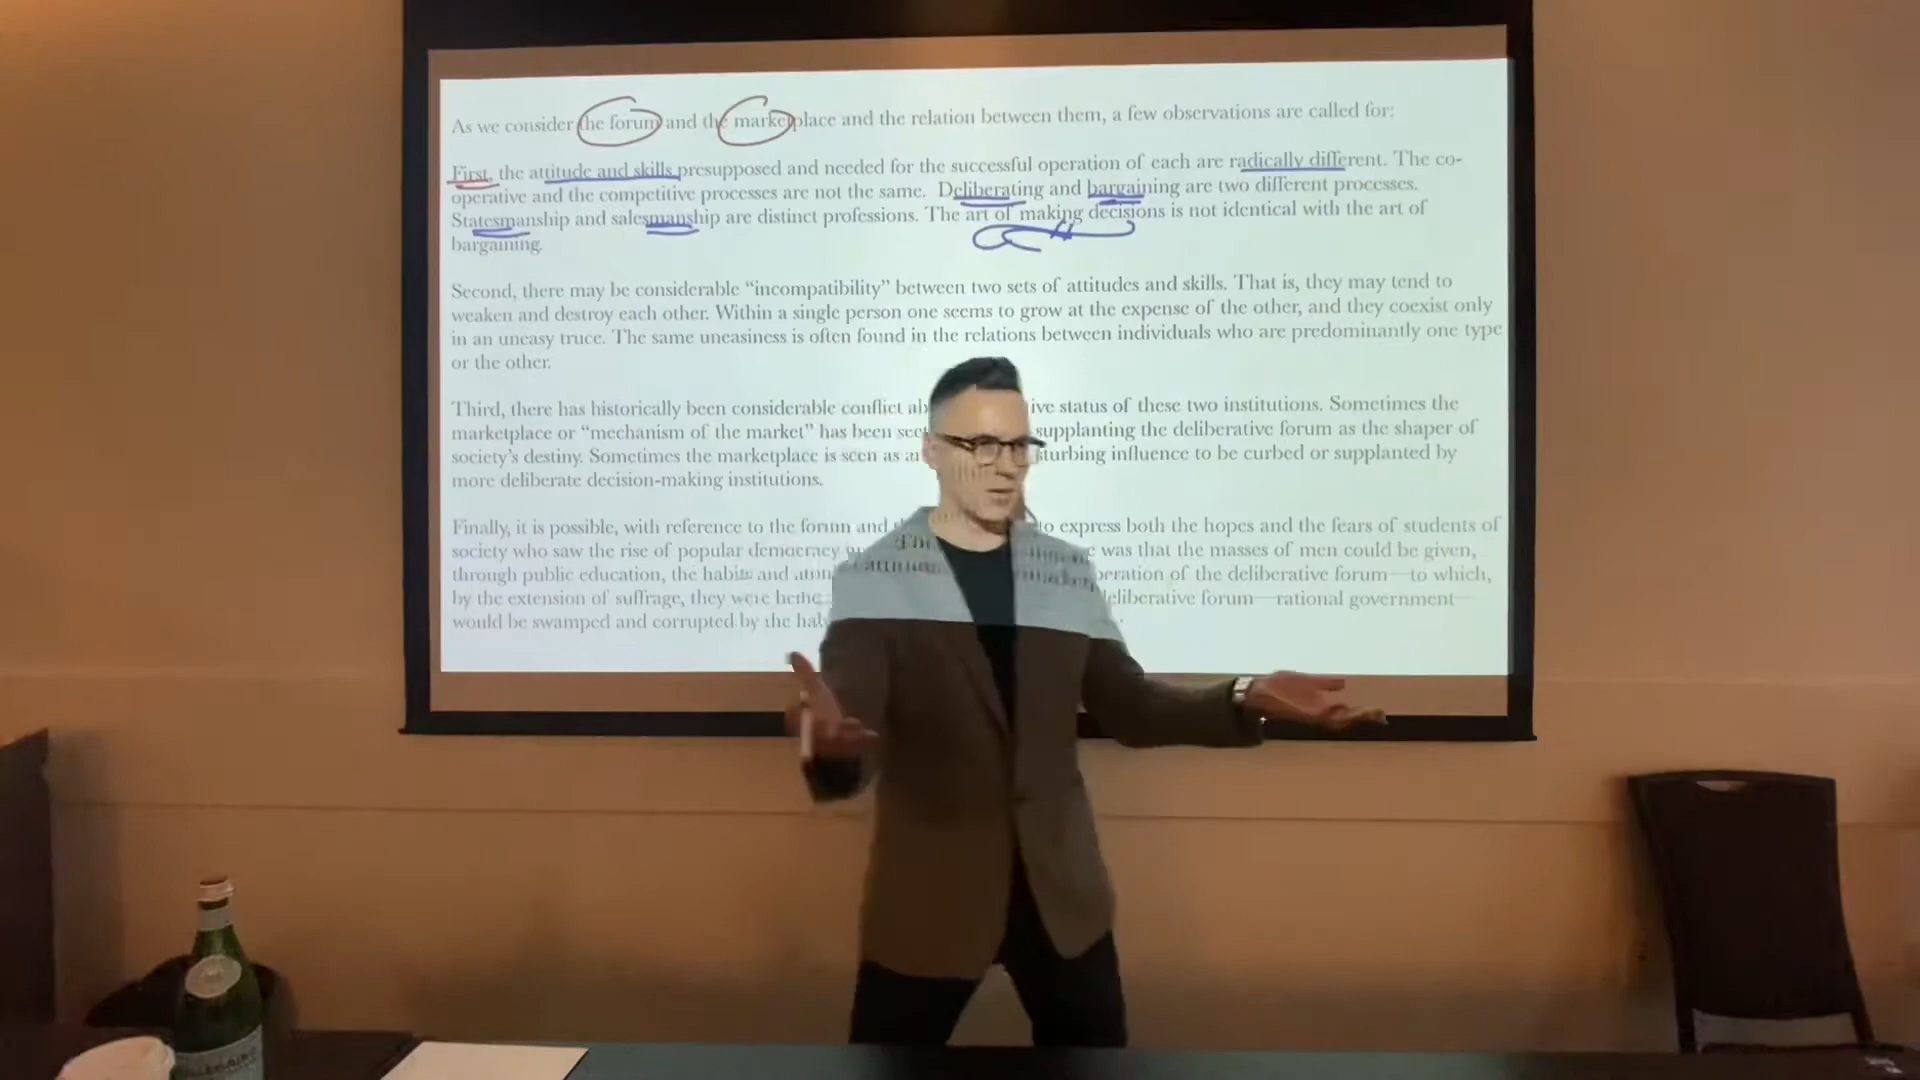 As we consider the forum and the marketplace and the relation between them, a few observations are called for:
First, the attitude and skills presupposed and needed for the successful operation of each are radically different. The co-
operative and the competitive processes are not the same. Deliberating and bargaining are two different processes.
Statesmanship and salesmanship are distinct professions. The art of making decisions is not identical with the art of
bargaining.
Second, there may be considerable “incompatibility” between two sets of attitudes and skills. That is, they may tend to
weaken and destroy each other. Within a single person one seems to grow at the expense of the other, and they coexist only
in an uneasy truce. The same uneasiness is often found in the relations between individuals who are predominantly one type
or the other.
Third, there has historically been considerable conflict ive status of these two institutions. Sometimes the
marketplace or “mechanism of the market” has been supplanting the deliberative forum as the shaper of
society’s destiny. Sometimes the marketplace is seen as turbing influence to be curbed or supplanted by
more deliberate decision-making institutions.
Finally, it is possible, with reference to the forum and to express both the hopes and the fears of students of
society who saw the rise of popular democracy was that the masses of men could be given,
through public education, the habits and peration of the deliberative forum—to which,
by the extension of suffrage, they were deliberative forum—rational government—
would be swamped and corrupted by the